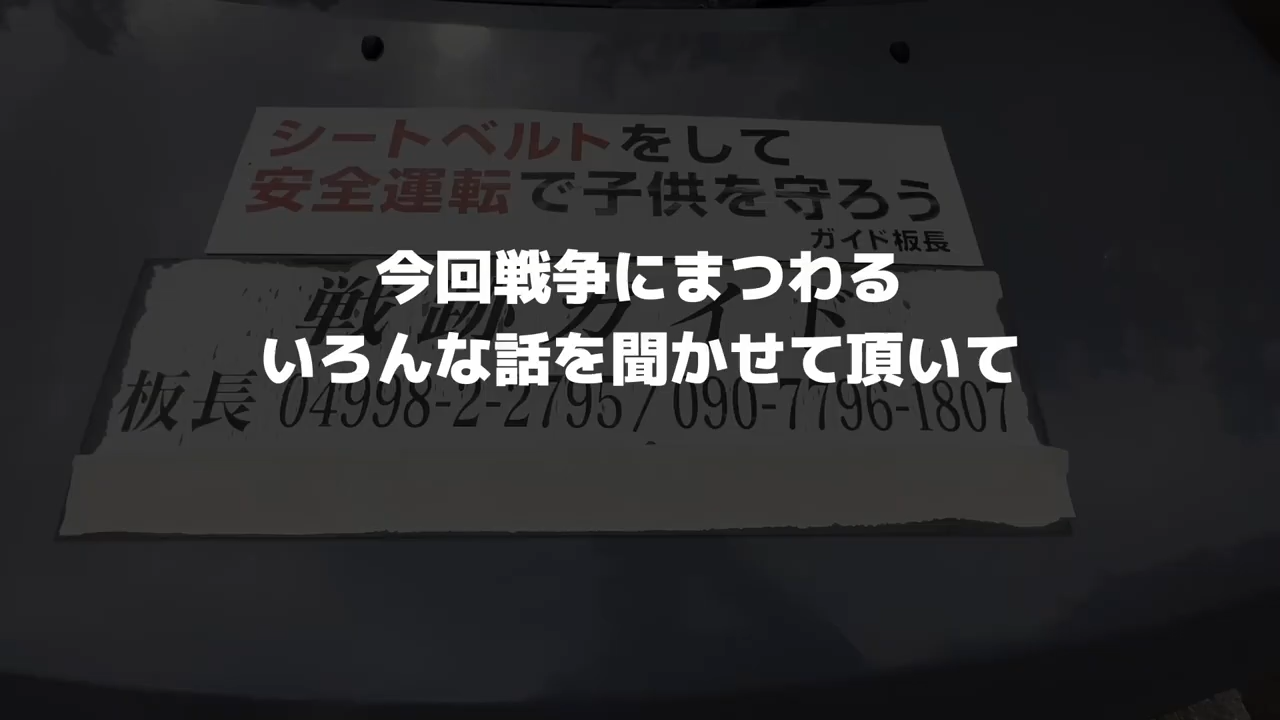 シートベルトをして
安全運転で子供を守ろう
ガイド板長
今回戦争にまつわる
戦跡ガイド
いろんな話を聞かせて頂いて
板長 04998-2-2795/090-7796-1807